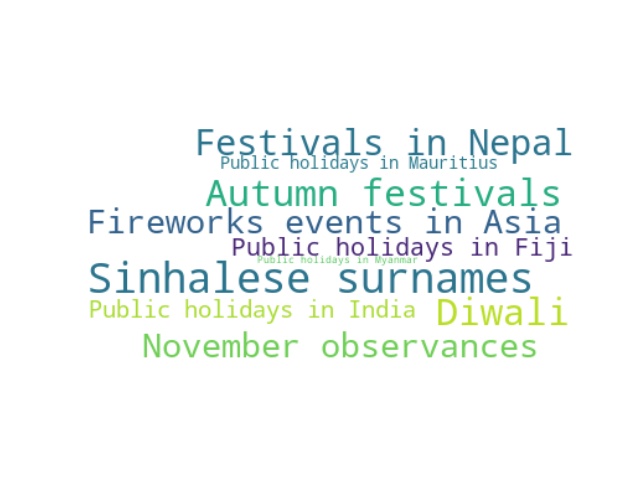 Festivals in Nepal
Public holidays in Mauritius
Autumn festivals
Fireworks events in Asia
Public holidays in Fiji
Public holidays in Myanmar
Sinhalese surnames
Public holidays in India
Diwali
November observances